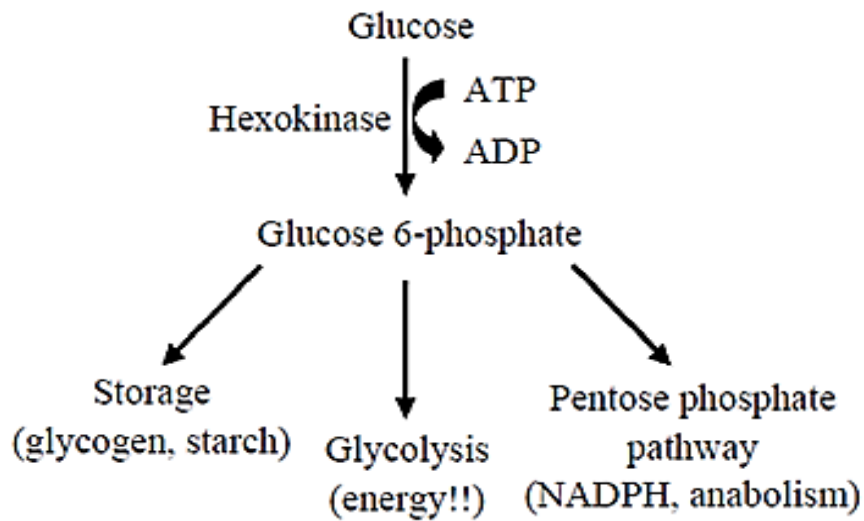 Glucose
ATP
Hexokinase
ADP
Glucose 6-phosphate
Storage
(glycogen, starch)
Glycolysis
(energy!!)
Pentose phosphate
pathway
(NADPH, anabolism)